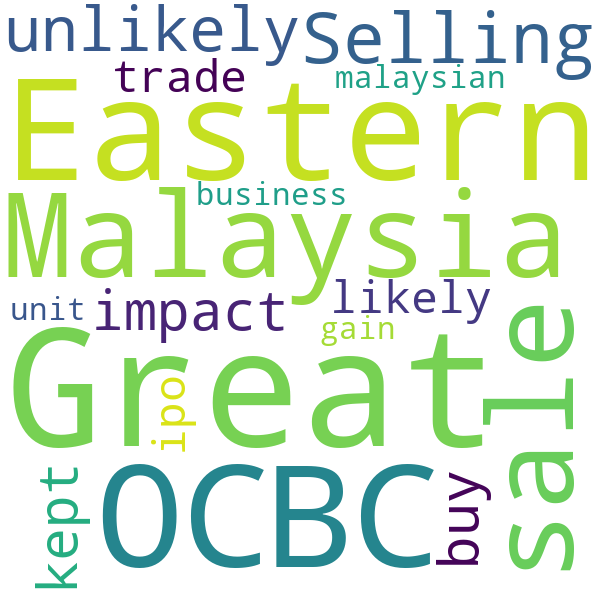 unlikely
Selling
trade
malaysian
Eastern
business
Malaysia
unit
impact
likely
gain
Great
ipo
sale
kept
OCBC
buy